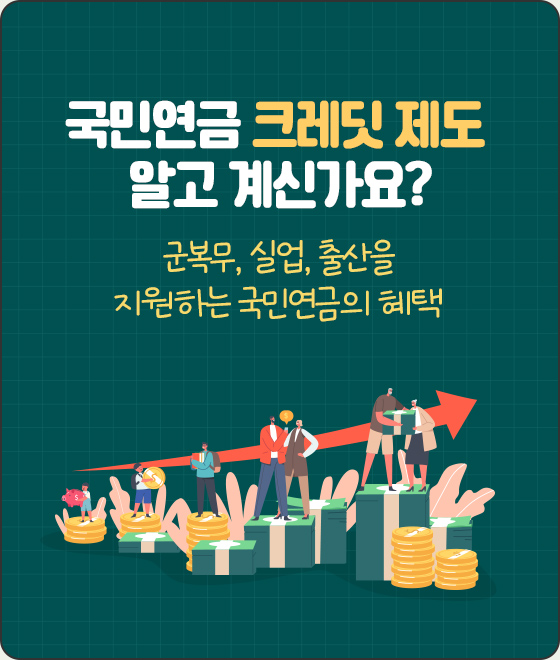 국민연금 크레딧 제도
알고 계신가요?
군복무, 실업, 출산을
지원하는 국민연금의 혜택